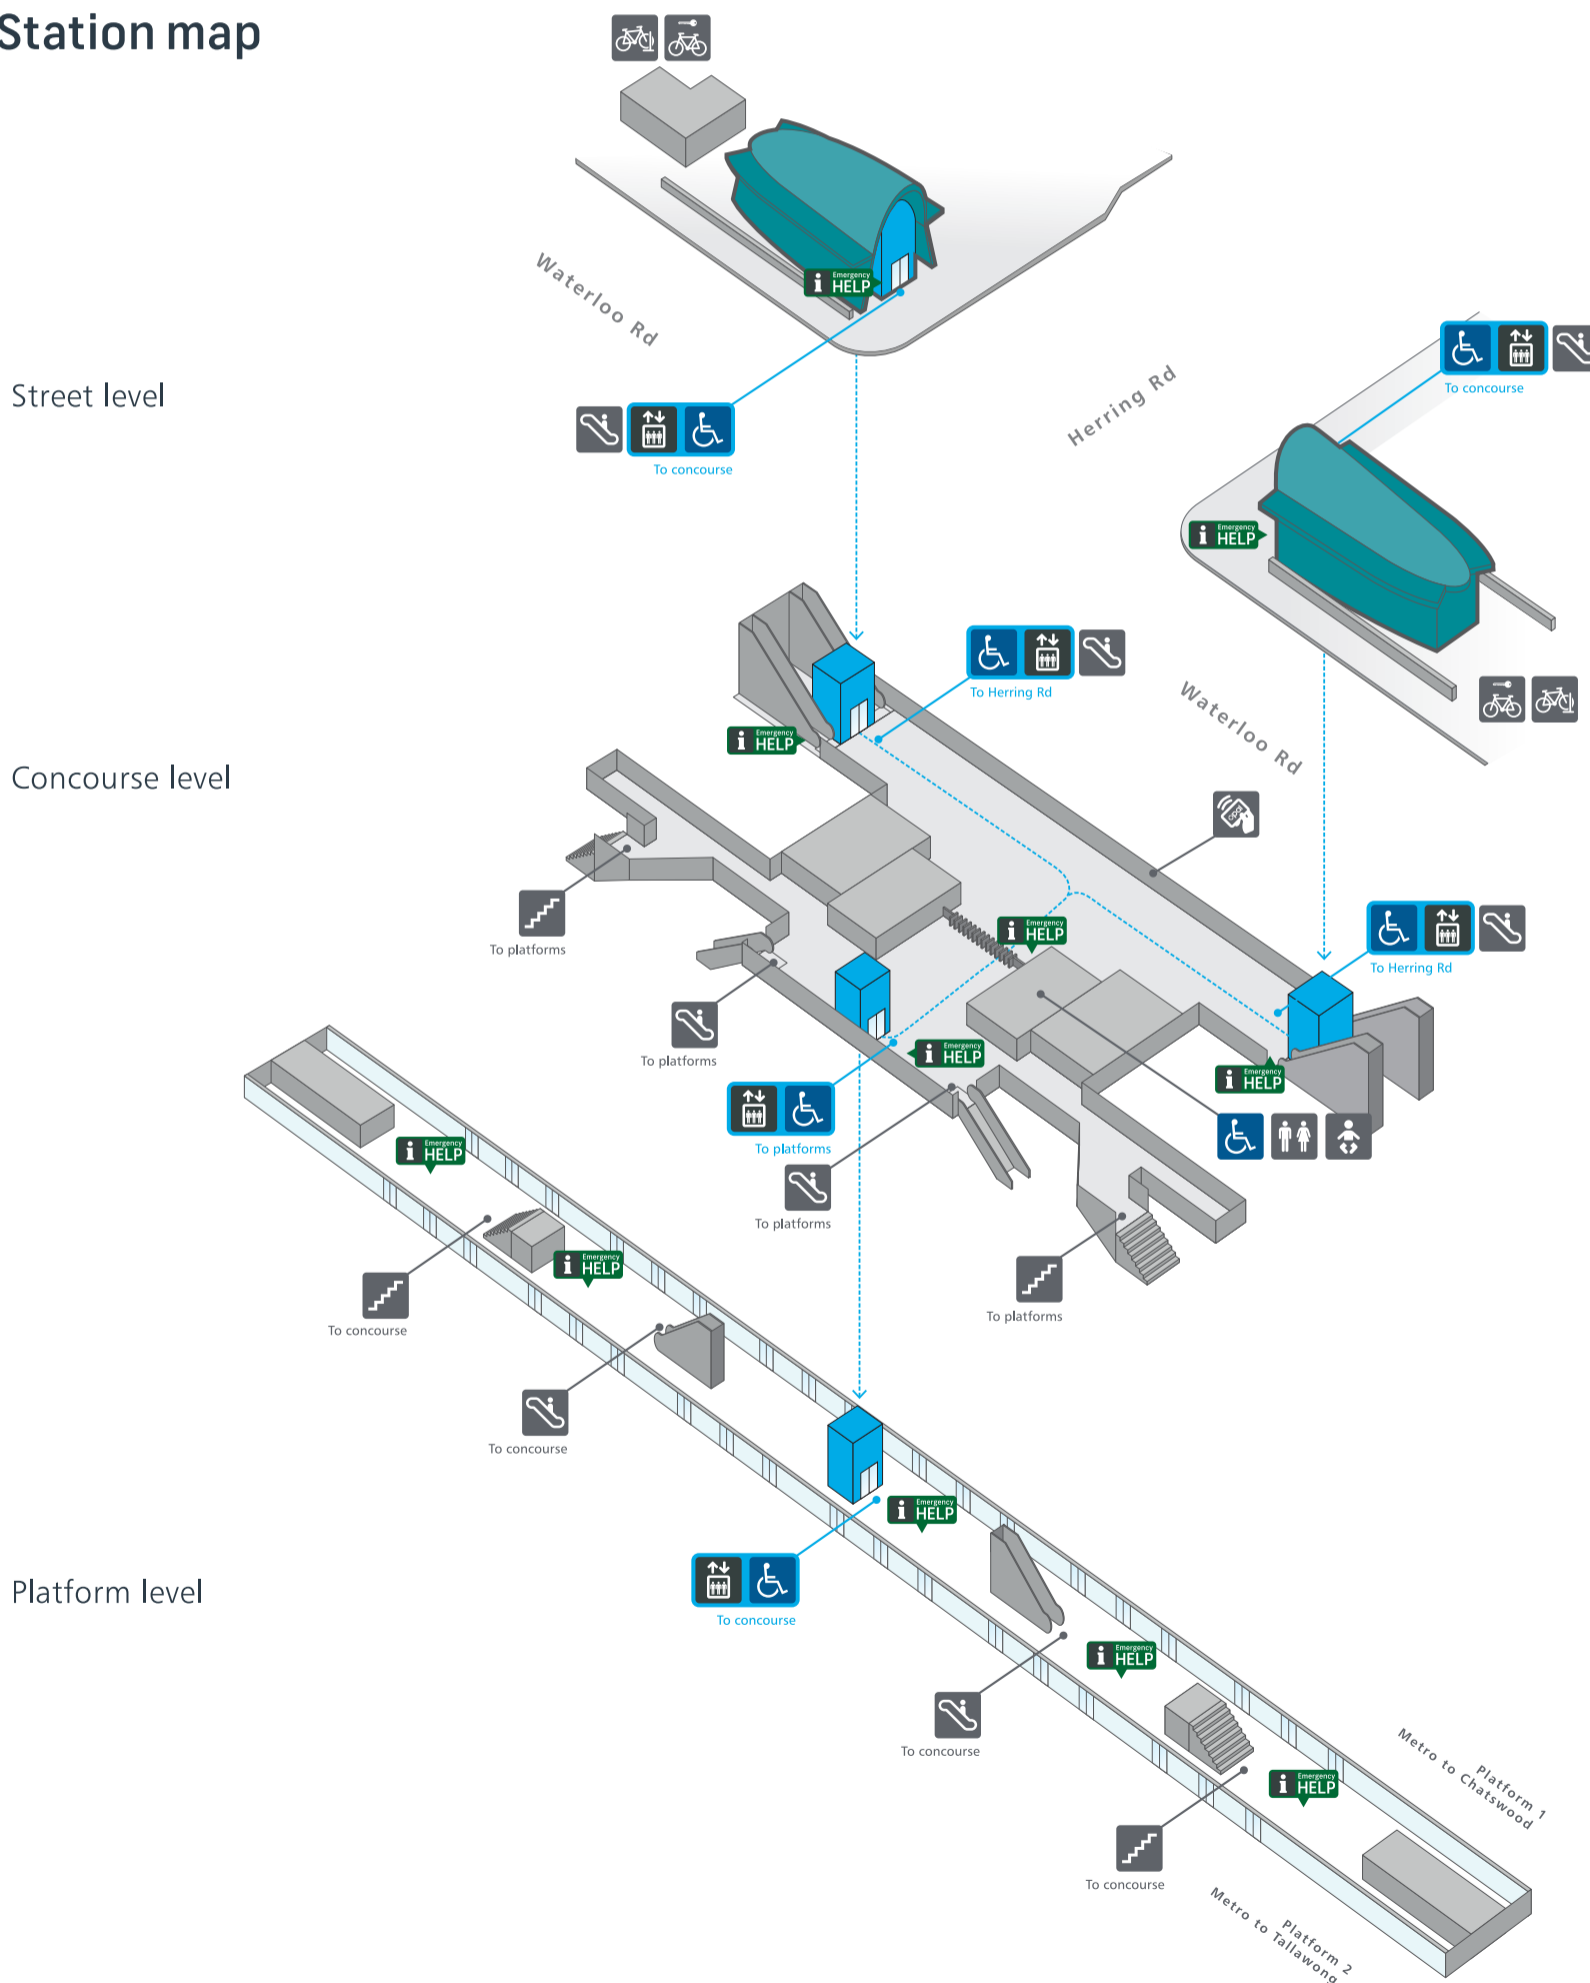 Station map
Waterloo Rd
i Emergency HELP
Street level
Herring Rd
To concourse
To concourse
i Emergency HELP
To Herring Rd
Waterloo Rd
i Emergency HELP
Concourse level
opal
i Emergency HELP
To platforms
To Herring Rd
To platforms
i Emergency HELP
i Emergency HELP
To platforms
i Emergency HELP
To platforms
i Emergency HELP
To platforms
To concourse
To concourse
i Emergency HELP
Platform level
To concourse
i Emergency HELP
To concourse
Platform 1
Metro to Chatswood
i Emergency HELP
To concourse
Platform 2
Metro to Tallawong